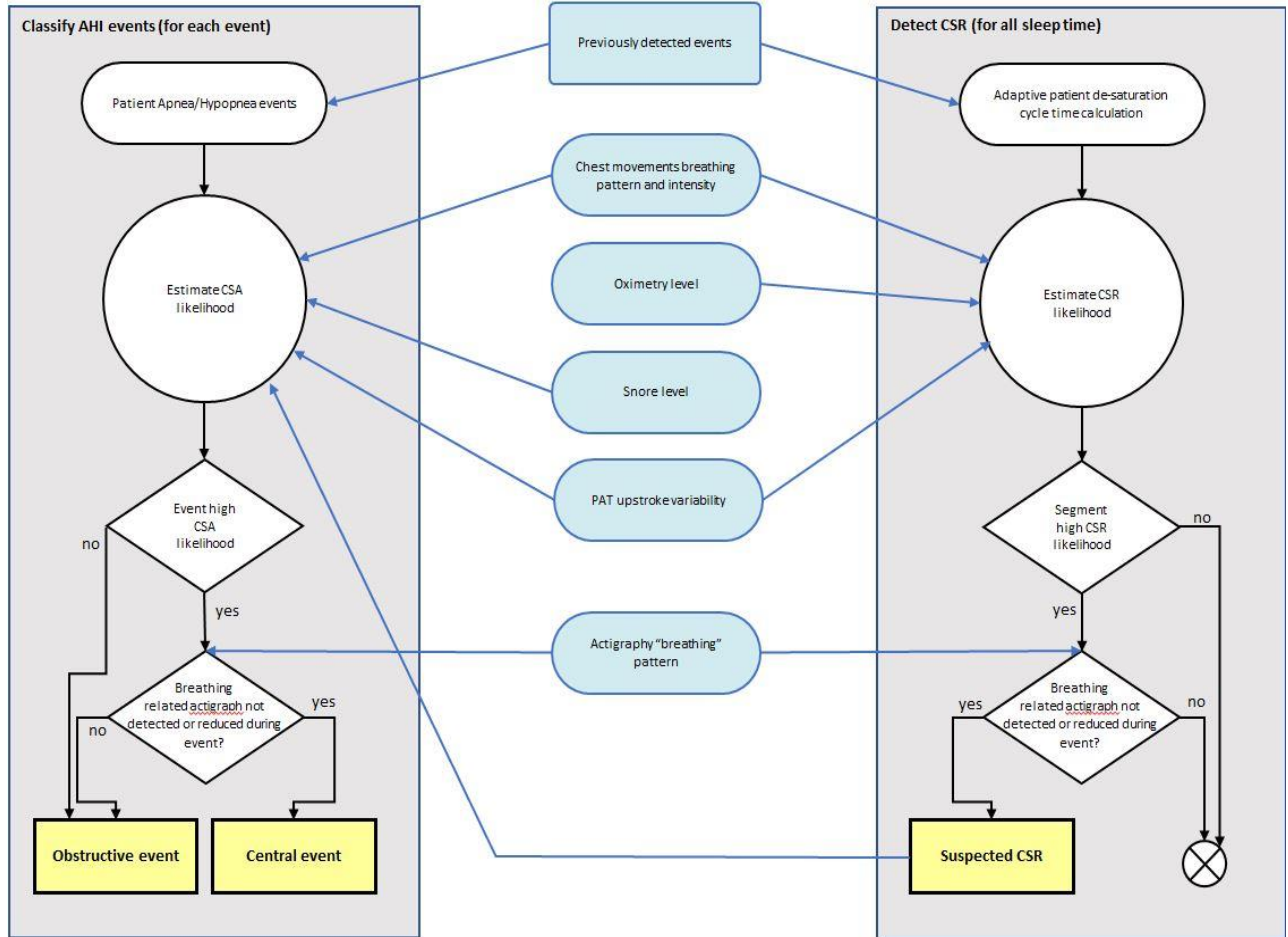 Classify AHI events (for each event)
Patient Apnea/Hypopnea events
Estimate CSA
likelihood
Event high
CSA
likelihood
no
yes
Breathing
related actigraph not
detected or reduced during
event?
no
yes
Obstructive event
Central event
Previously detected events
Chest movements breathing
pattern and intensity
Oximetry level
Snore level
PAT upstroke variability
Actigraphy “breathing”
pattern
Detect CSR (for all sleep time)
Adaptive patient de-saturation
cycle time calculation
Estimate CSR
likelihood
Segment
high CSR
likelihood
no
yes
Breathing
related actigraph not
detected or reduced during
event?
yes
no
Suspected CSR